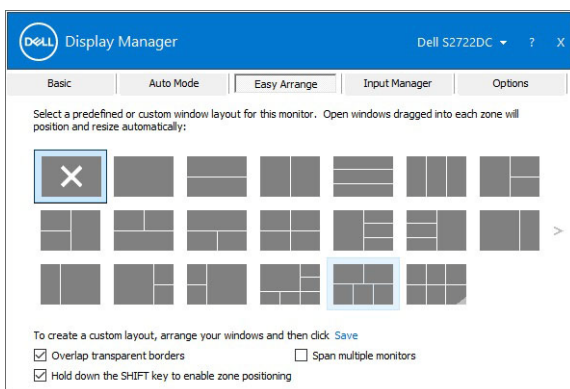 DELL Display Manager Dell S2722DC ? X
Basic Auto Mode Easy Arrange Input Manager Options
Select a predefined or custom window layout for this monitor. Open windows dragged into each zone will
position and resize automatically:
>
To create a custom layout, arrange your windows and then click Save
Overlap transparent borders Span multiple monitors
Hold down the SHIFT key to enable zone positioning